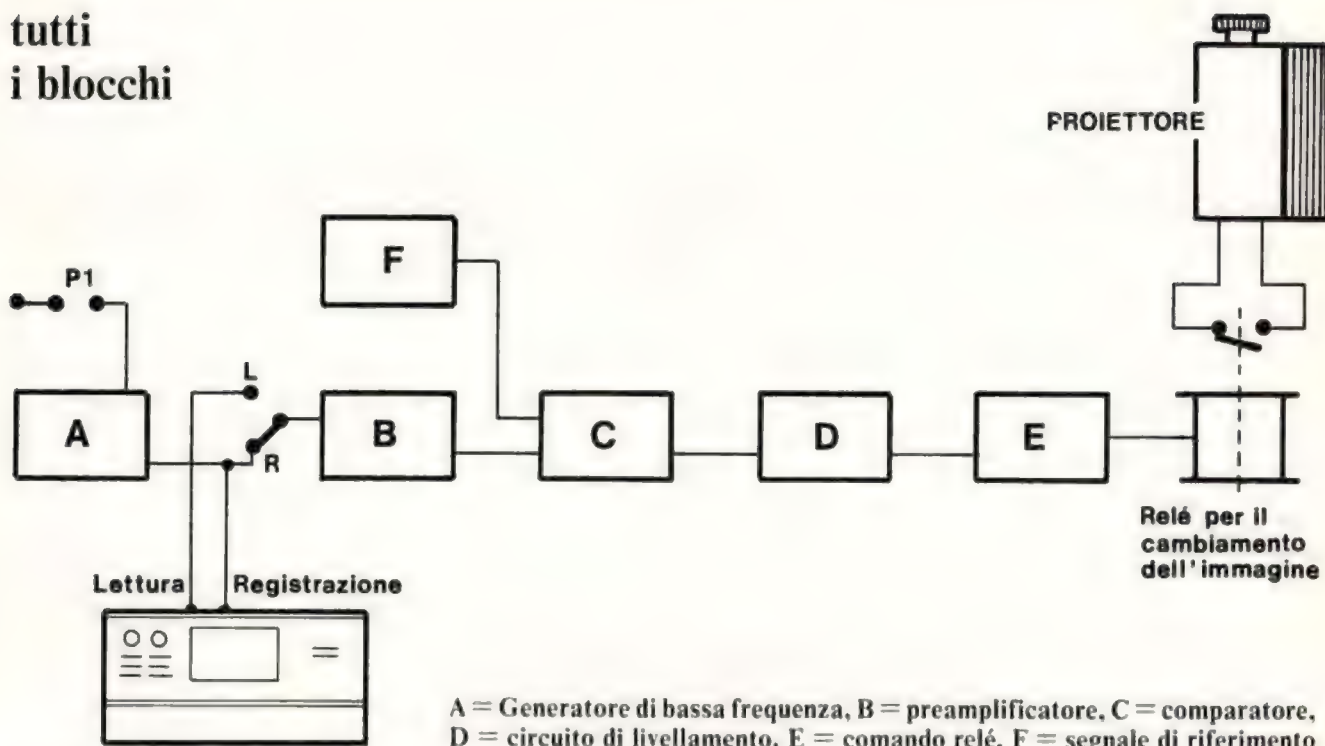 tutti
i blocchi
PROIETTORE
F
P1
L
A
B
C
D
E
R
Relé per il
cambiamento
dell'immagine
Lettura Registrazione
A = Generatore di bassa frequenza, B = preamplificatore, C = comparatore,
D = circuito di livellamento, E = comando relé, F = segnale di riferimento